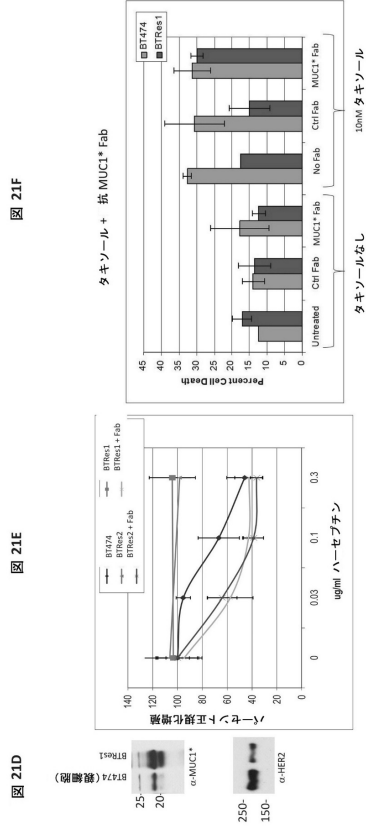 図 21D
BT474 (親細胞)
BTRes1
25-
20-
α-MUC1*
250-
150-
α-HER2
図 21E
BT474
BTRes2
BTRes2 + Fab
BTRes1
BTRes1 + Fab
パーセント正規化増殖
140
120
100
80
60
40
0
0.03
0.1
0.3
ug/ml ハーセプチン
図 21F
タキソール + 抗 MUC1* Fab
BT474
BTRes1
Percent Cell Death
45
40
35
30
25
20
15
10
5
0
Untreated
Ctrl Fab
MUC1* Fab
No Fab
Ctrl Fab
MUC1* Fab
タキソールなし
10nM タキソール